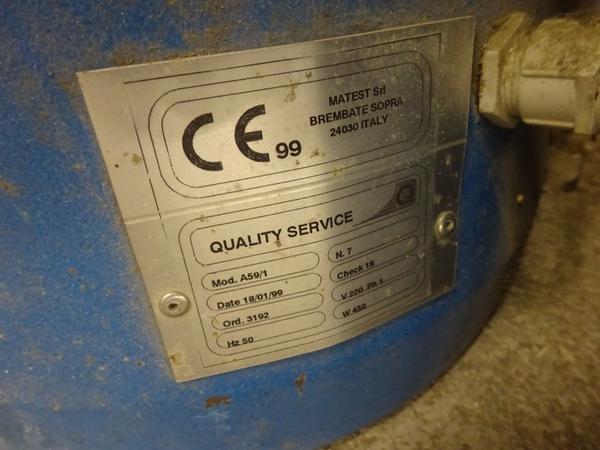 CE 99
MATEST Srl
BREMBATE SOPRA
24030 ITALY
QUALITY SERVICE
Mod. A59/1
N. 7
Date 18/01/99
Check 18
Ord. 3192
V 220 Ph 1
Hz 50
W 450